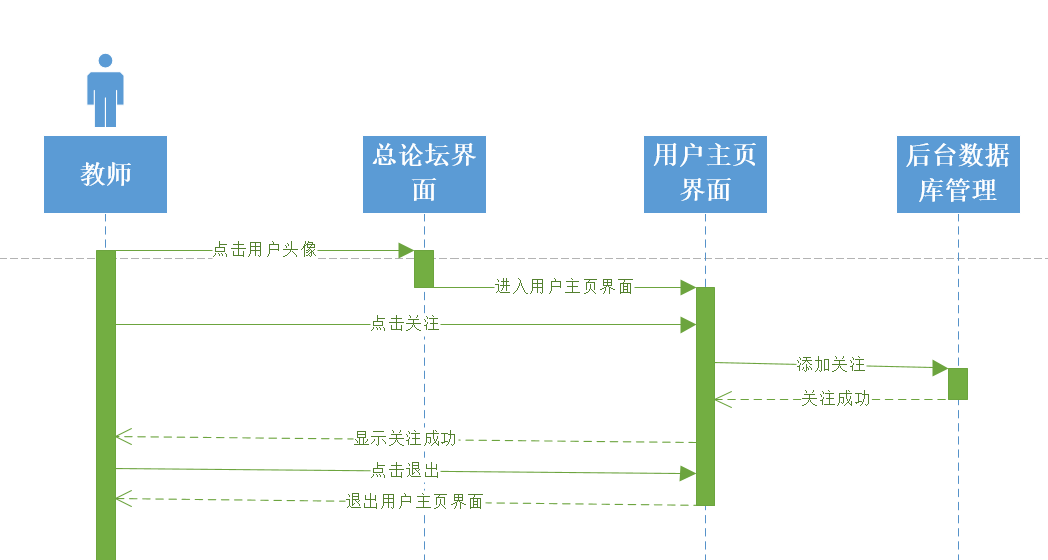 教师
总论坛界
面
用户主页
界面
后台数据
库管理
点击用户头像
进入用户主页界面
点击关注
添加关注
关注成功
显示关注成功
点击退出
退出用户主页界面